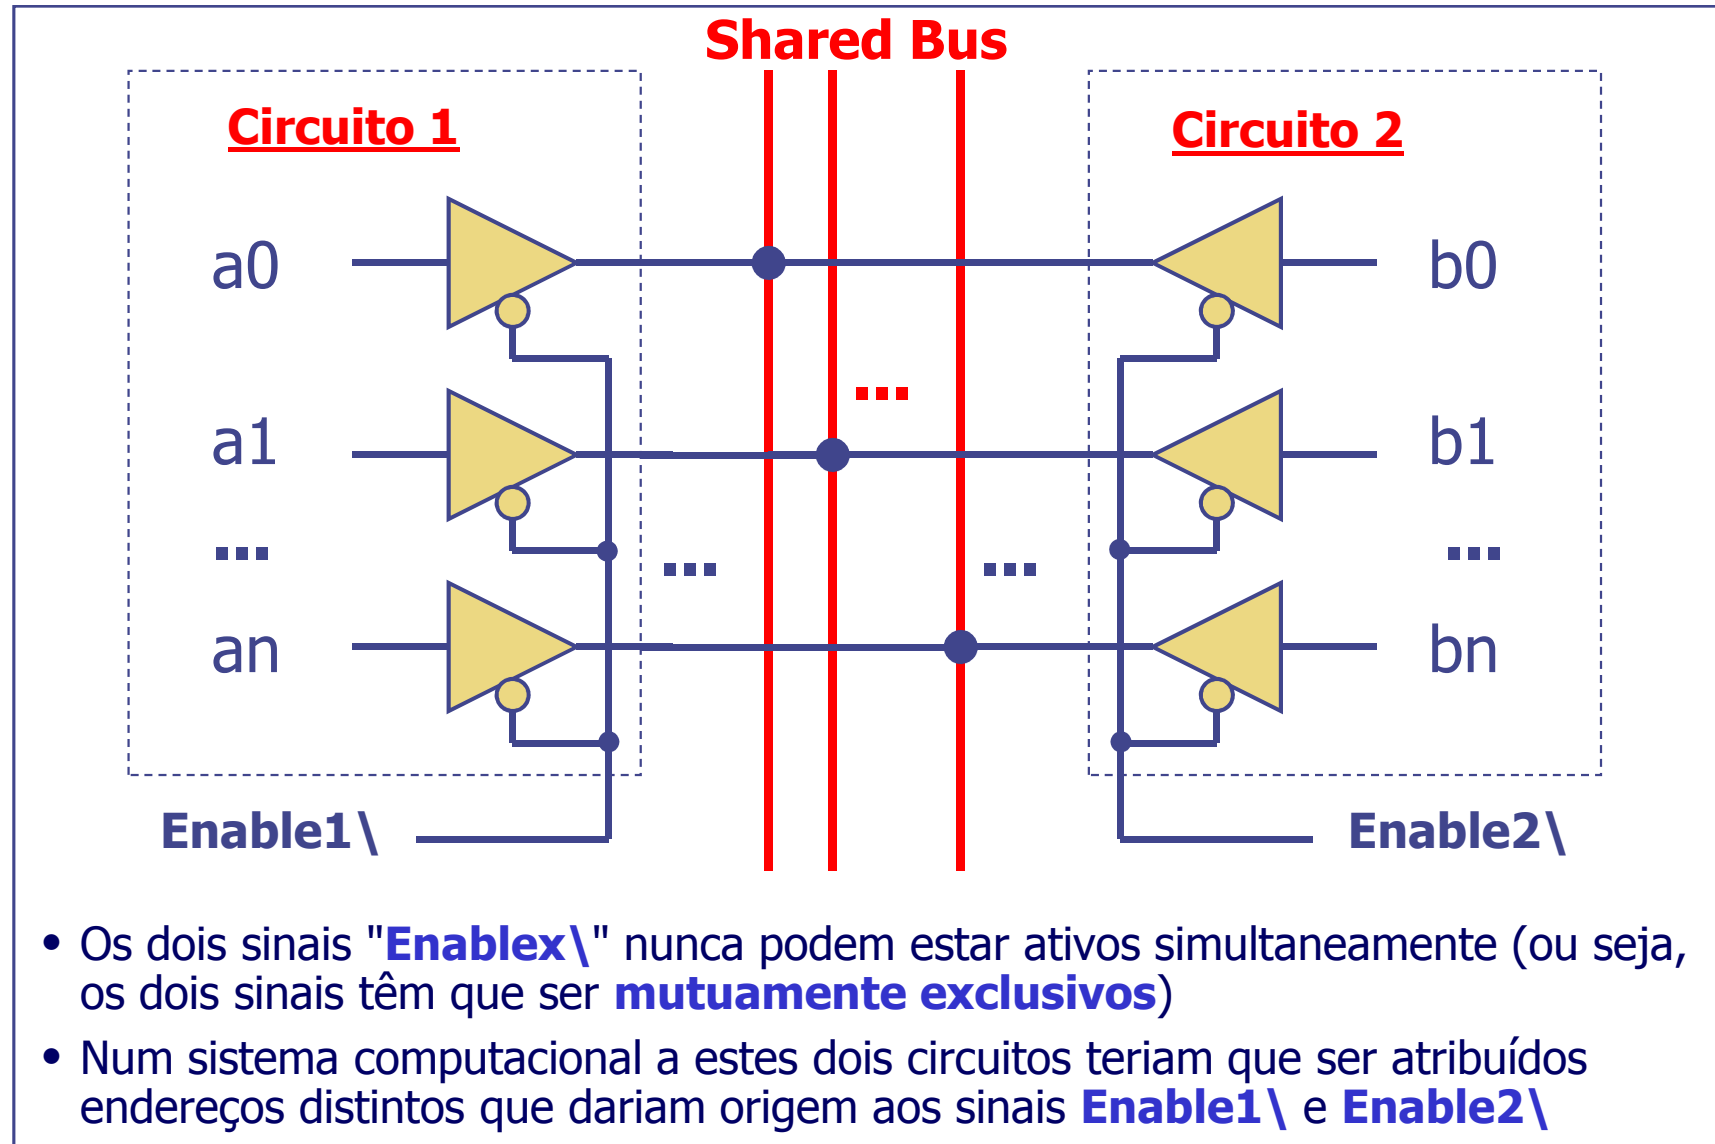 Shared Bus
Circuito 1
Circuito 2
a0
b0
...
a1
b1
...
...
...
...
an
bn
Enable1\
Enable2\
• Os dois sinais "Enablex\" nunca podem estar ativos simultaneamente (ou seja,
os dois sinais têm que ser mutuamente exclusivos)
• Num sistema computacional a estes dois circuitos teriam que ser atribuídos
endereços distintos que dariam origem aos sinais Enable1\ e Enable2\